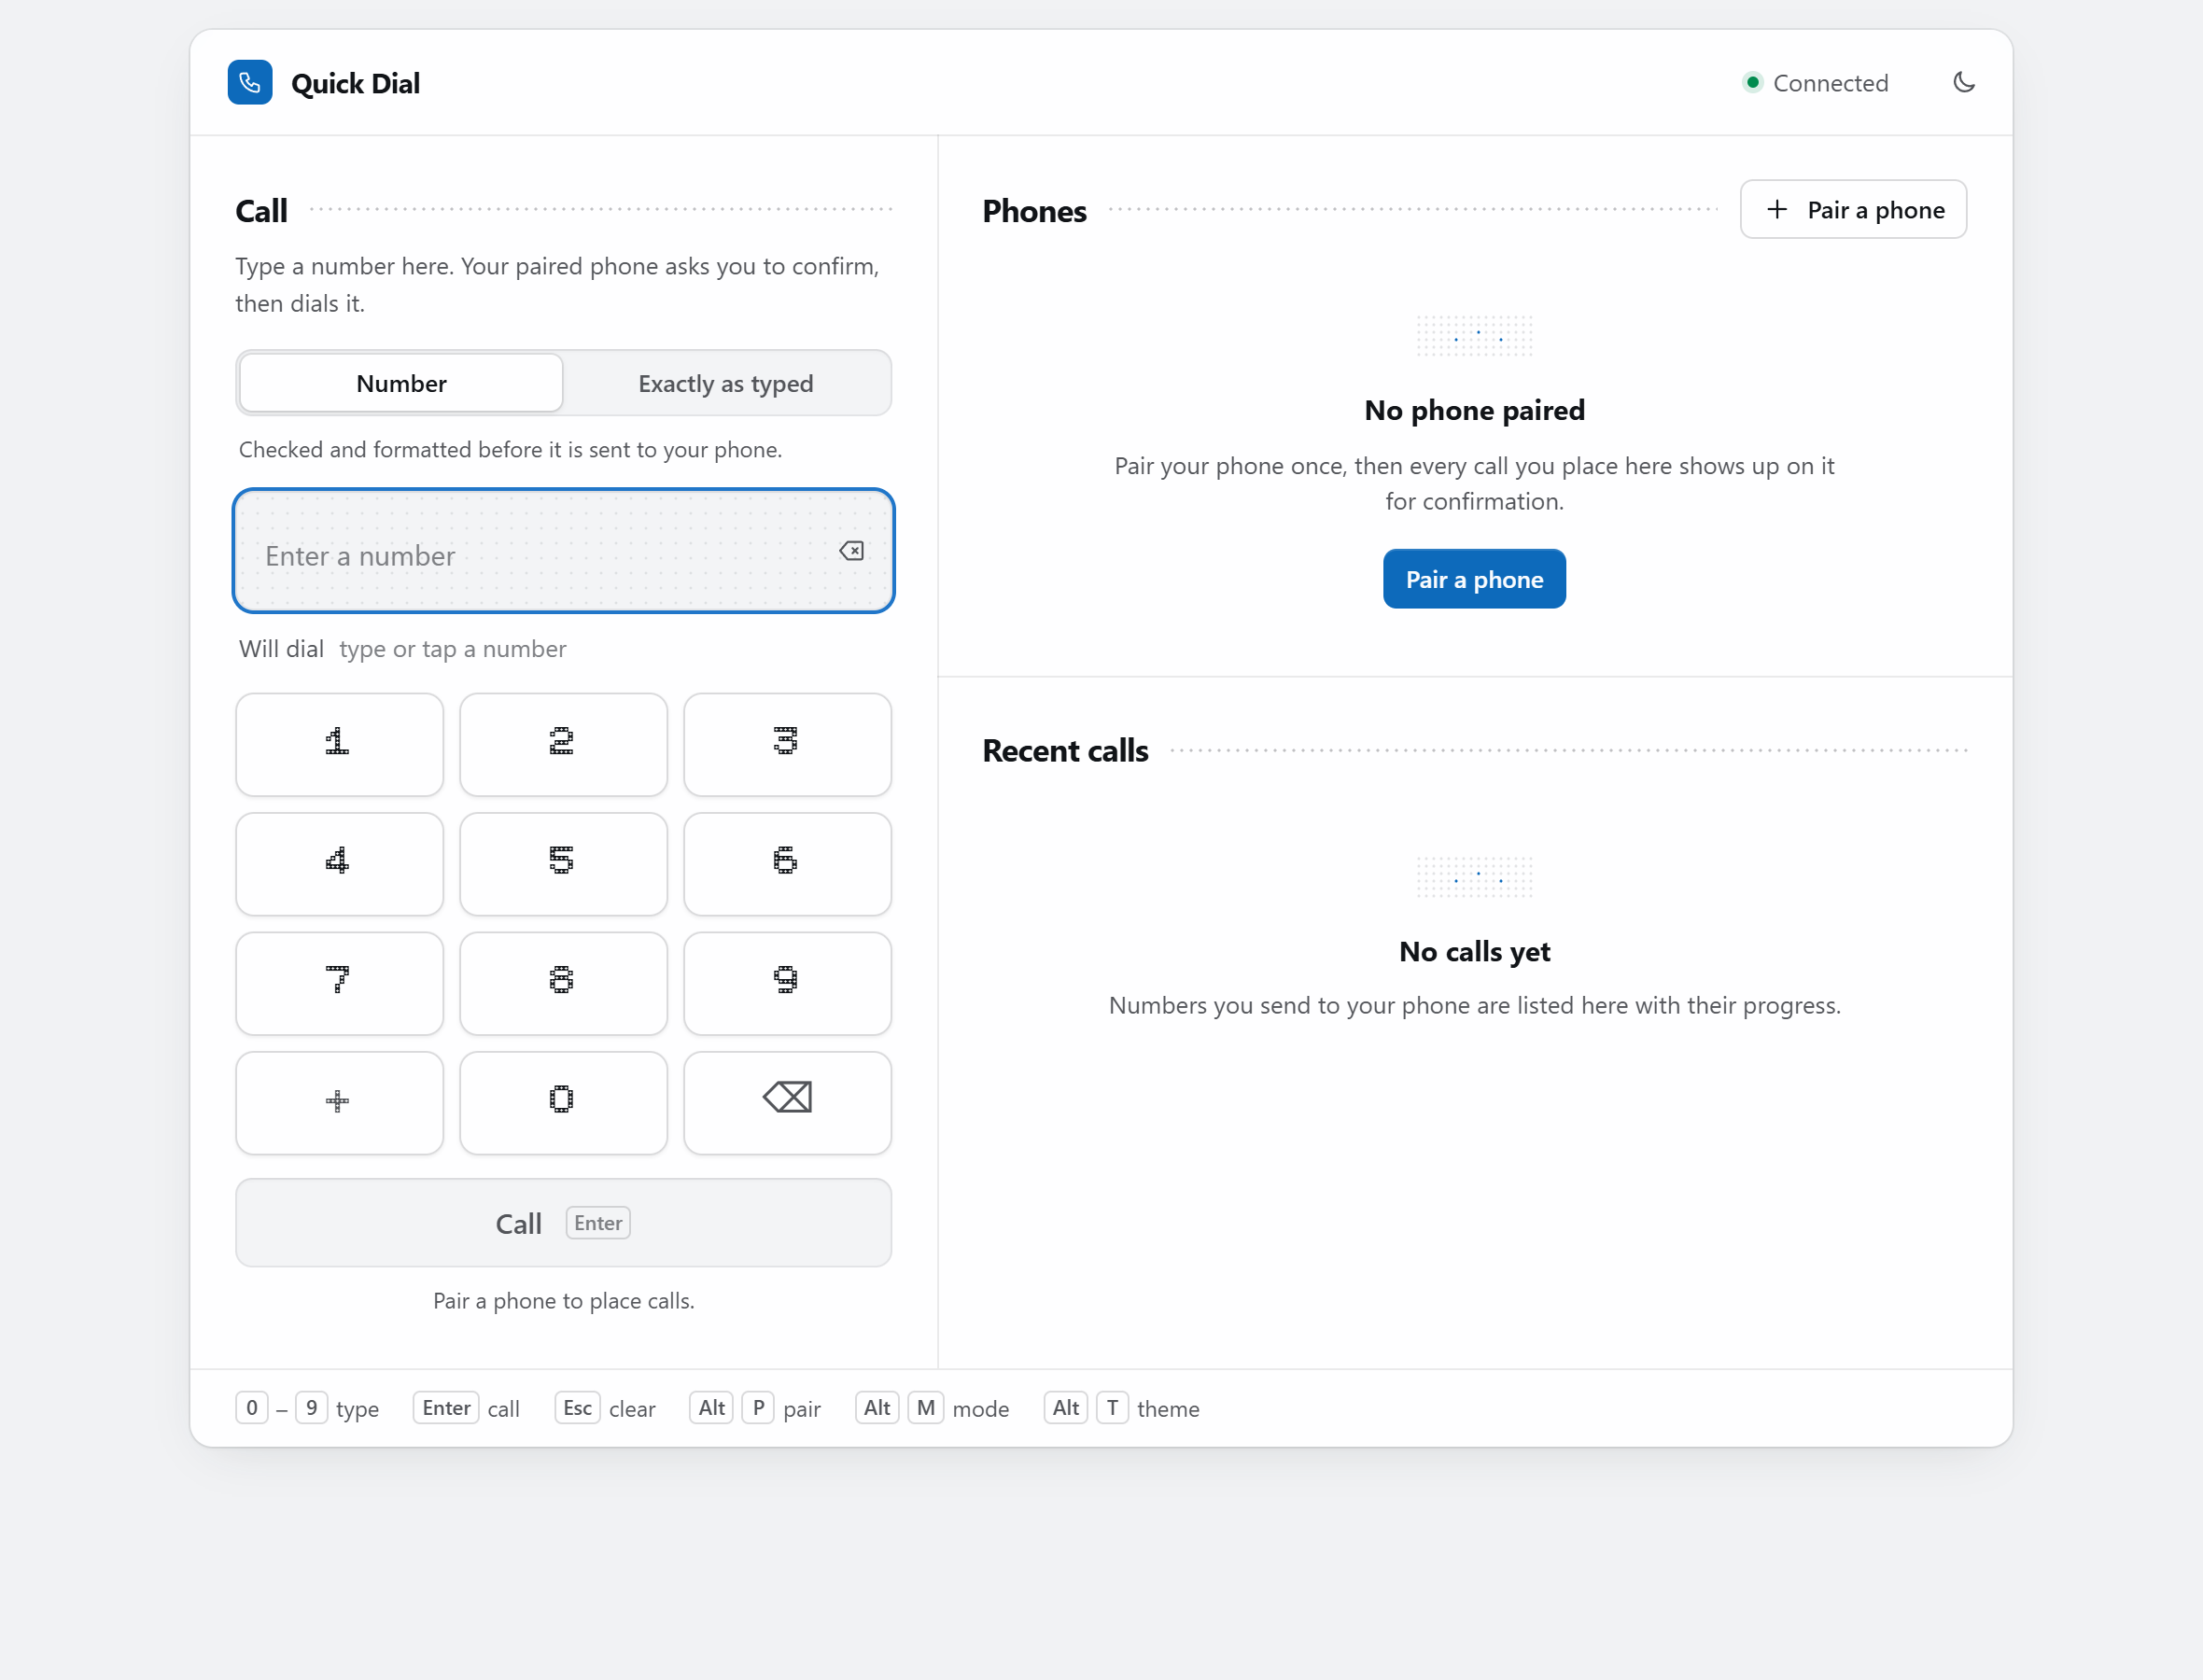 Quick Dial
Connected
Call
Type a number here. Your paired phone asks you to confirm,
then dials it.
Number
Exactly as typed
Checked and formatted before it is sent to your phone.
Enter a number
Will dial type or tap a number
1 2 3
4 5 6
7 8 9
+ 0 ⌫
Call Enter
Pair a phone to place calls.
Phones
+ Pair a phone
No phone paired
Pair your phone once, then every call you place here shows up on it
for confirmation.
Pair a phone
Recent calls
No calls yet
Numbers you send to your phone are listed here with their progress.
0 – 9 type Enter call Esc clear Alt P pair Alt M mode Alt T theme